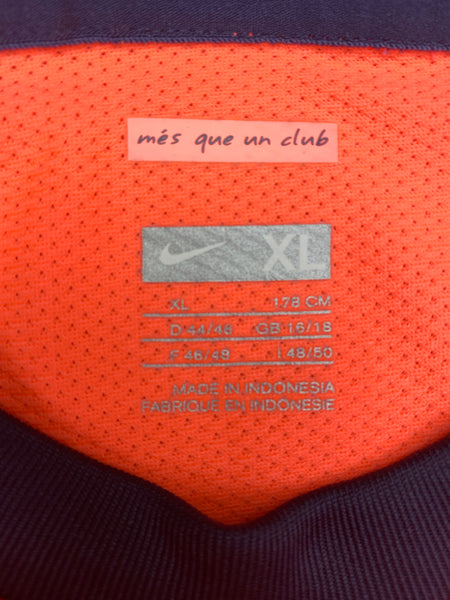 més que un club
XL
XL 178 CM
D 44/46 GB 16/18
F 46/48 I 48/50
MADE IN INDONESIA
FABRIQUE EN INDONESIE